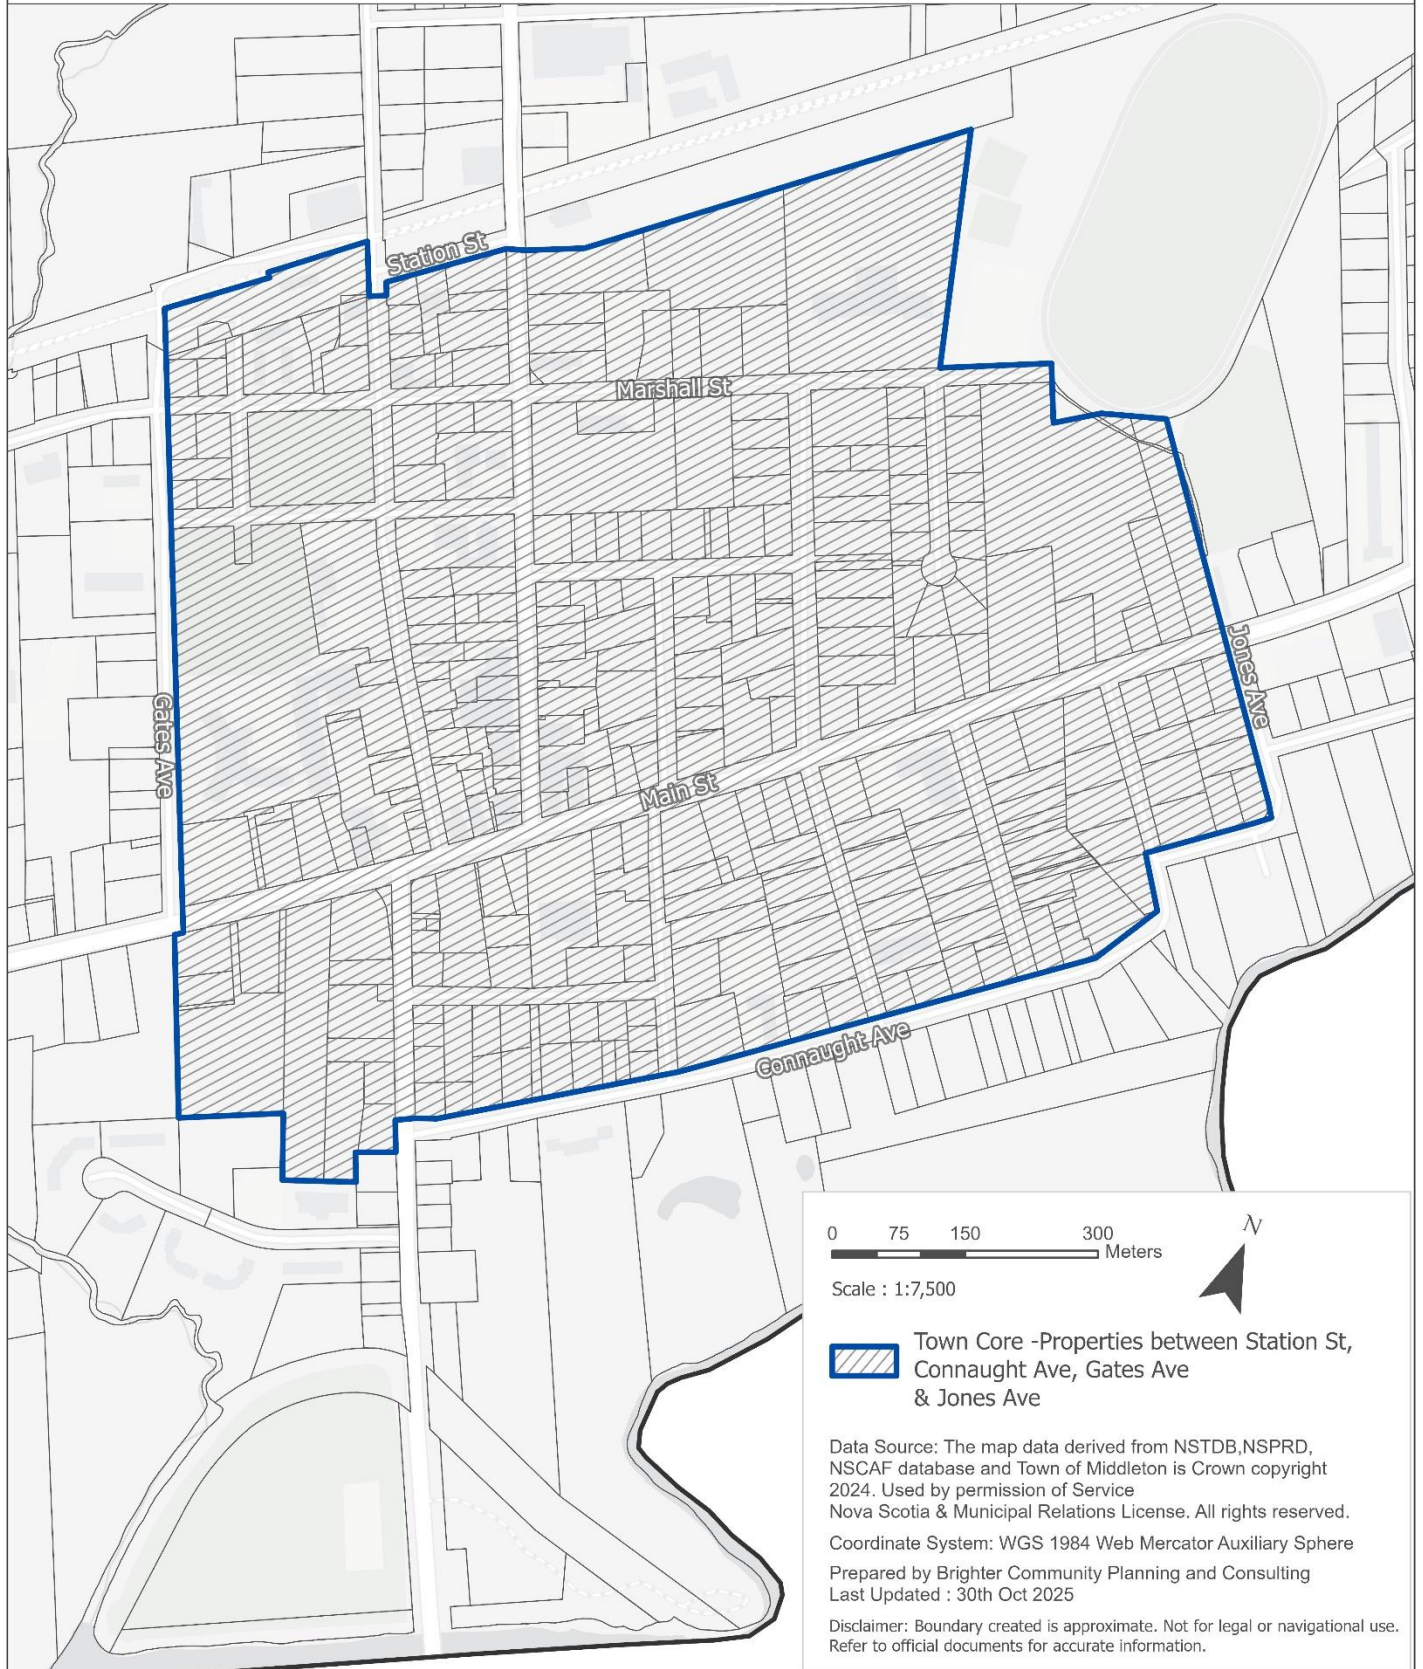 Station St
Marshall St
Gates Ave
Jones Ave
Main St
Connaught Ave
0 75 150 300
Meters
N
Scale : 1:7,500
Town Core -Properties between Station St,
Connaught Ave, Gates Ave
& Jones Ave
Data Source: The map data derived from NSTDB,NSPRD,
NSCAF database and Town of Middleton is Crown copyright
2024. Used by permission of Service
Nova Scotia & Municipal Relations License. All rights reserved.
Coordinate System: WGS 1984 Web Mercator Auxiliary Sphere
Prepared by Brighter Community Planning and Consulting
Last Updated : 30th Oct 2025
Disclaimer: Boundary created is approximate. Not for legal or navigational use.
Refer to official documents for accurate information.